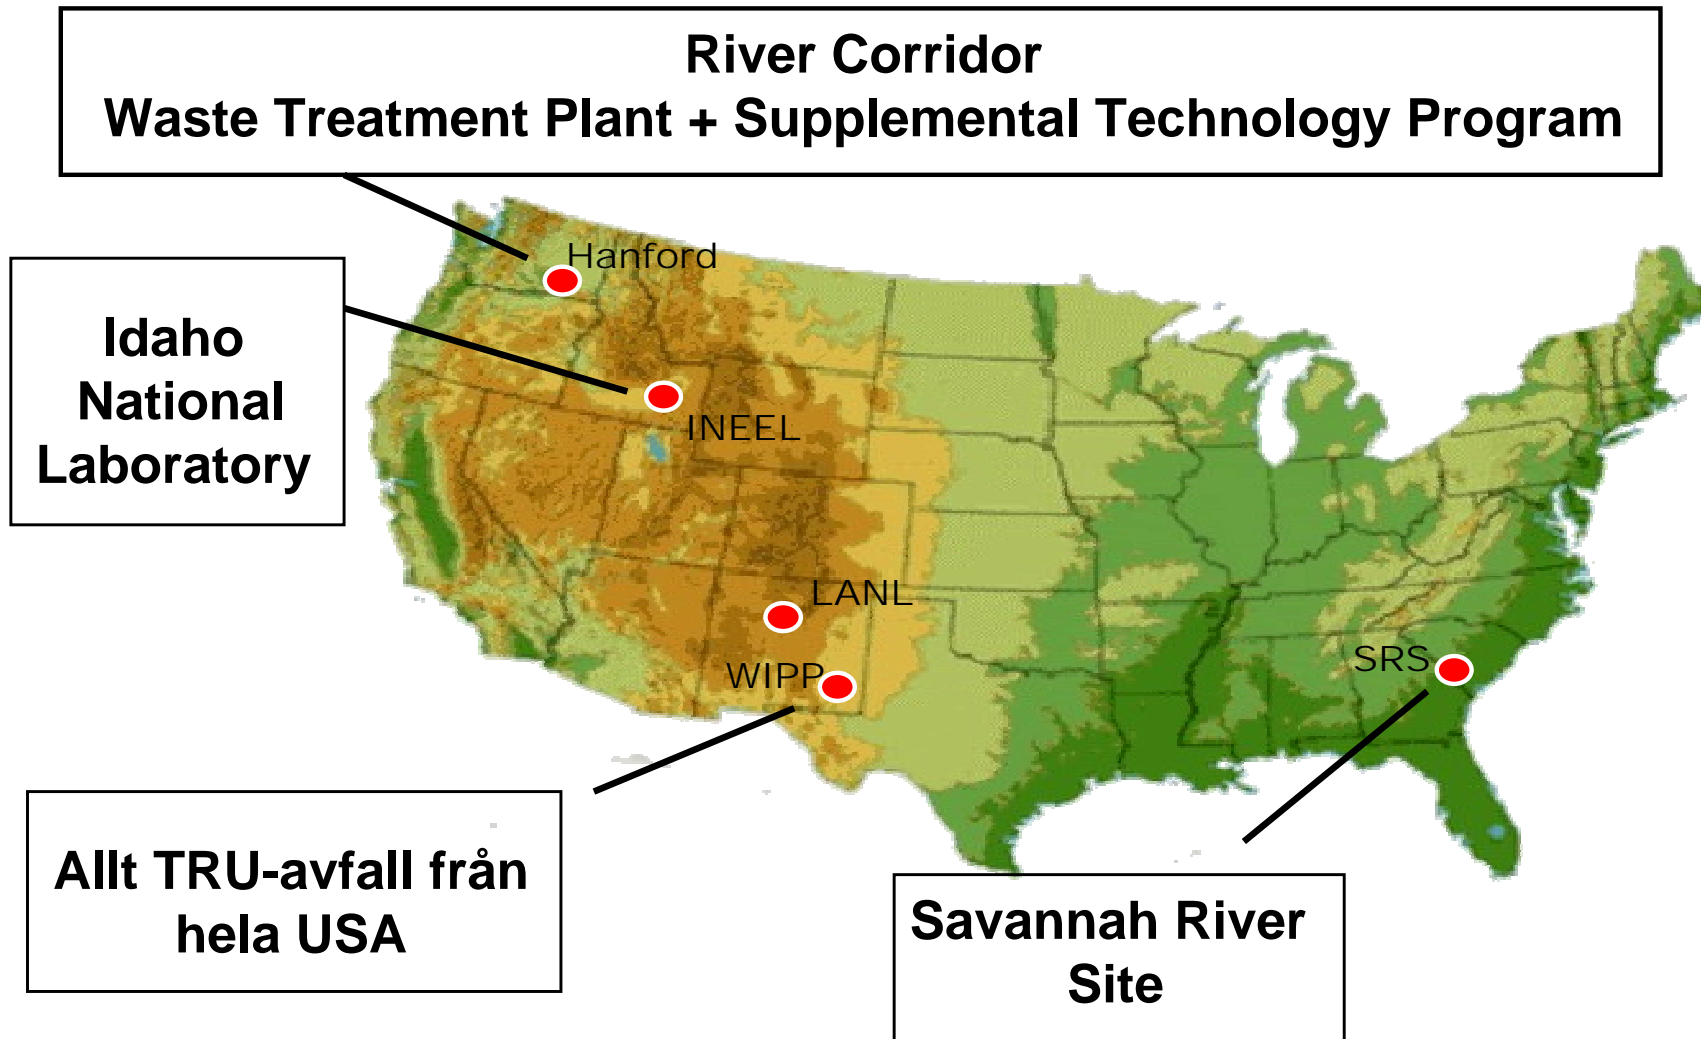 River Corridor
Waste Treatment Plant + Supplemental Technology Program
Hanford
Idaho
National
Laboratory
INEEL
LANL
WIPP
SRS
Allt TRU-avfall från
hela USA
Savannah River
Site